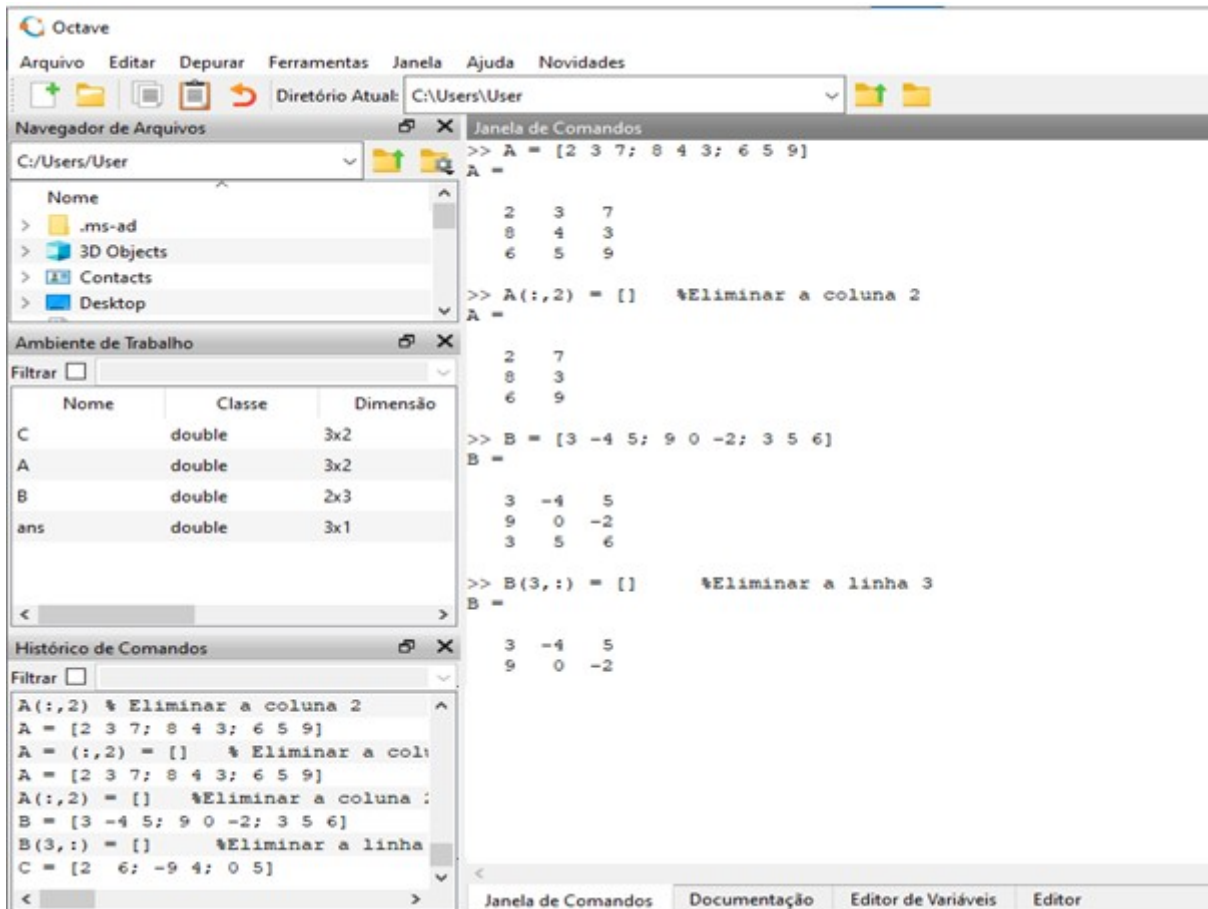 Octave
Arquivo Editar Depurar Ferramentas Janela Ajuda Novidades
Diretório Atual: C:\Users\User
Navegador de Arquivos
C:/Users/User
Nome
.ms-ad
3D Objects
Contacts
Desktop
Ambiente de Trabalho
Filtrar
Nome Classe Dimensão
C double 3x2
A double 3x2
B double 2x3
ans double 3x1
Histórico de Comandos
Filtrar
A(:,2) % Eliminar a coluna 2
A = [2 3 7; 8 4 3; 6 5 9]
A = (:,2) = [] % Eliminar a colu
A = [2 3 7; 8 4 3; 6 5 9]
A(:,2) = [] %Eliminar a coluna 2
B = [3 -4 5; 9 0 -2; 3 5 6]
B(3,:) = [] %Eliminar a linha
C = [2 6; -9 4; 0 5]
Janela de Comandos
>> A = [2 3 7; 8 4 3; 6 5 9]
A =
2 3 7
8 4 3
6 5 9
>> A(:,2) = [] %Eliminar a coluna 2
A =
2 7
8 3
6 9
>> B = [3 -4 5; 9 0 -2; 3 5 6]
B =
3 -4 5
9 0 -2
3 5 6
>> B(3,:) = [] %Eliminar a linha 3
B =
3 -4 5
9 0 -2
Janela de Comandos Documentação Editor de Variáveis Editor